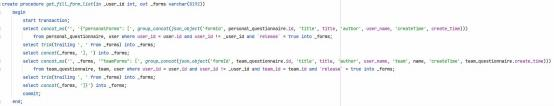 create procedure get_fill_form_list(in _user_id int, out _forms varchar(8192))
begin
start transaction;
select concat_ws('', '{"personalForms": [', group_concat(json_object('formId', personal_questionnaire.id, 'title', title, 'author', user_name, 'createTime', create_time)))
from personal_questionnaire, user where user_id = user.id and user_id != _user_id and `release` = true into _forms;
select trim(trailing ', ' from _forms) into _forms;
select concat(_forms, '], ') into _forms;
select concat_ws('', _forms, '"teamForms": [', group_concat(json_object('formId', team_questionnaire.id, 'title', title, 'author', user_name, 'team', name, 'createTime', team_questionnaire.create_time)))
from team_questionnaire, team, user where user_id = user.id and user_id != _user_id and team_id = team.id and `release` = true into _forms;
select trim(trailing ', ' from _forms) into _forms;
select concat(_forms, ']}') into _forms;
commit;
end;